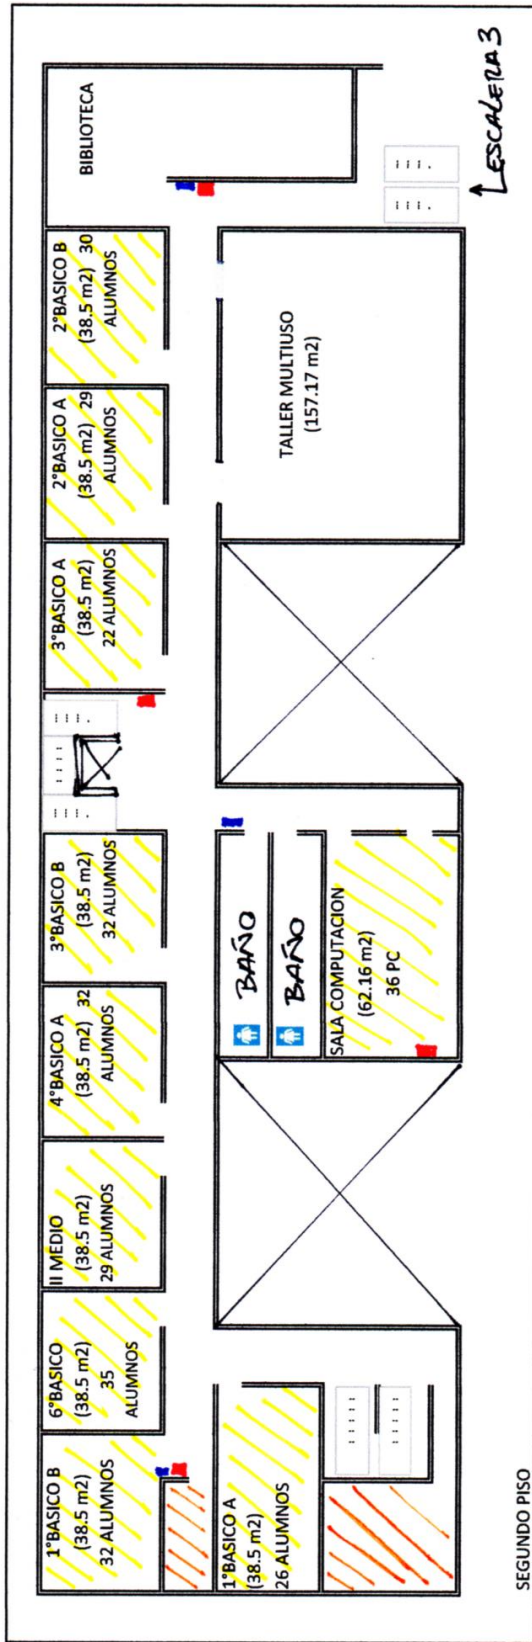 1°BASICO B
(38.5 m2)
32 ALUMNOS
6°BASICO
(38.5 m2)
35
ALUMNOS
II MEDIO
(38.5 m2)
29 ALUMNOS
4°BASICO A
(38.5 m2) 32
ALUMNOS
3°BASICO B
(38.5 m2)
32 ALUMNOS
3°BASICO A
(38.5 m2)
22 ALUMNOS
2°BASICO A
(38.5 m2) 29
ALUMNOS
2°BASICO B
(38.5 m2) 30
ALUMNOS
BIBLIOTECA
1°BASICO A
(38.5 m2)
26 ALUMNOS
BAÑO
BAÑO
SALA COMPUTACION
(62.16 m2)
36 PC
TALLER MULTIUSO
(157.17 m2)
ESCALERA 3
SEGUNDO PISO